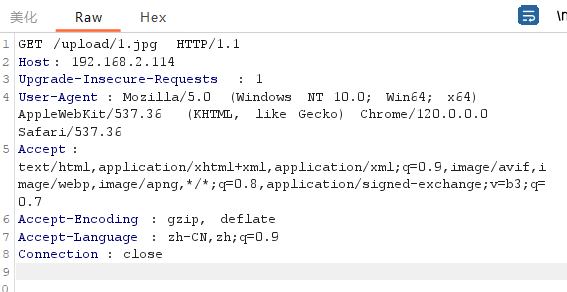 美化 Raw Hex \n
1 GET /upload/1.jpg HTTP/1.1
2 Host: 192.168.2.114
3 Upgrade-Insecure-Requests : 1
4 User-Agent : Mozilla/5.0 (Windows NT 10.0; Win64; x64)
AppleWebKit/537.36 (KHTML, like Gecko) Chrome/120.0.0.0
Safari/537.36
5 Accept :
text/html,application/xhtml+xml,application/xml;q=0.9,image/avif,i
mage/webp,image/apng,*/*;q=0.8,application/signed-exchange;v=b3;q=
0.7
6 Accept-Encoding : gzip, deflate
7 Accept-Language : zh-CN,zh;q=0.9
8 Connection : close
9